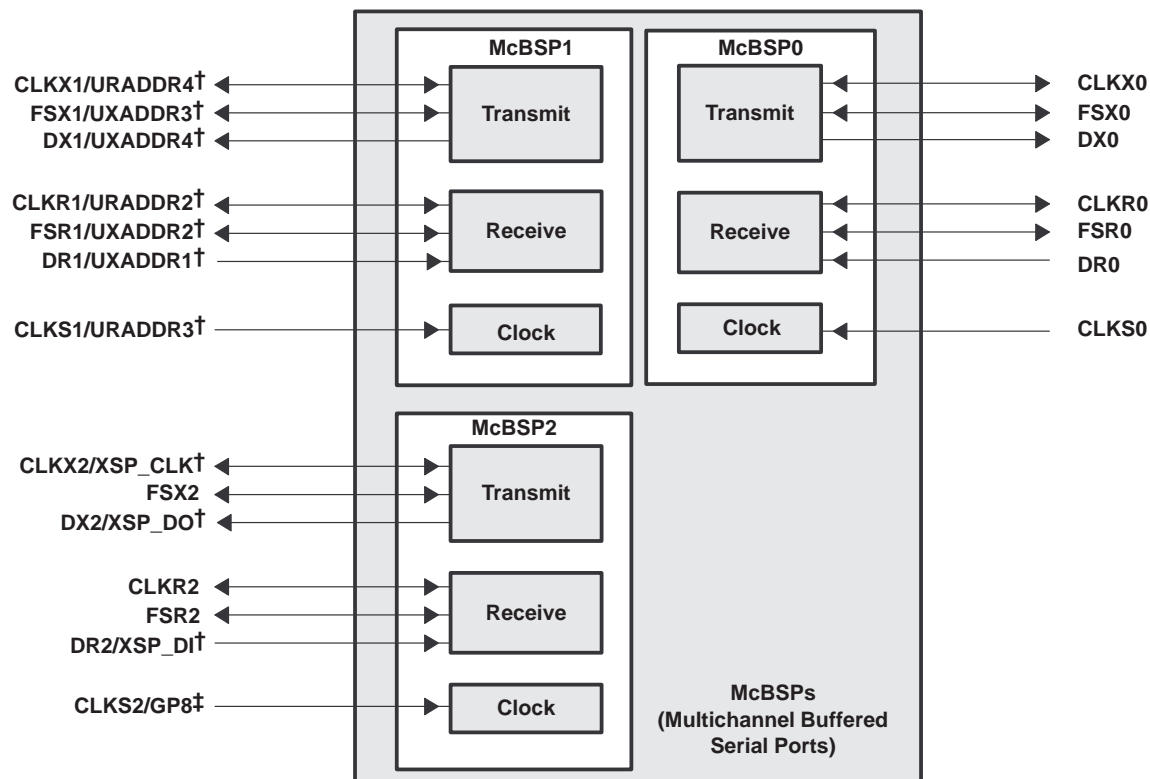 McBSP1
McBSP0
CLKX1/URADDR4†
FSX1/UXADDR3†
DX1/UXADDR4†
Transmit
Transmit
CLKX0
FSX0
DX0
CLKR1/URADDR2†
FSR1/UXADDR2†
DR1/UXADDR1†
Receive
Receive
CLKR0
FSR0
DR0
CLKS1/URADDR3†
Clock
Clock
CLKS0
McBSP2
CLKX2/XSP_CLK†
FSX2
DX2/XSP_DO†
Transmit
CLKR2
FSR2
DR2/XSP_DI†
Receive
CLKS2/GP8‡
Clock
McBSPs
(Multichannel Buffered
Serial Ports)